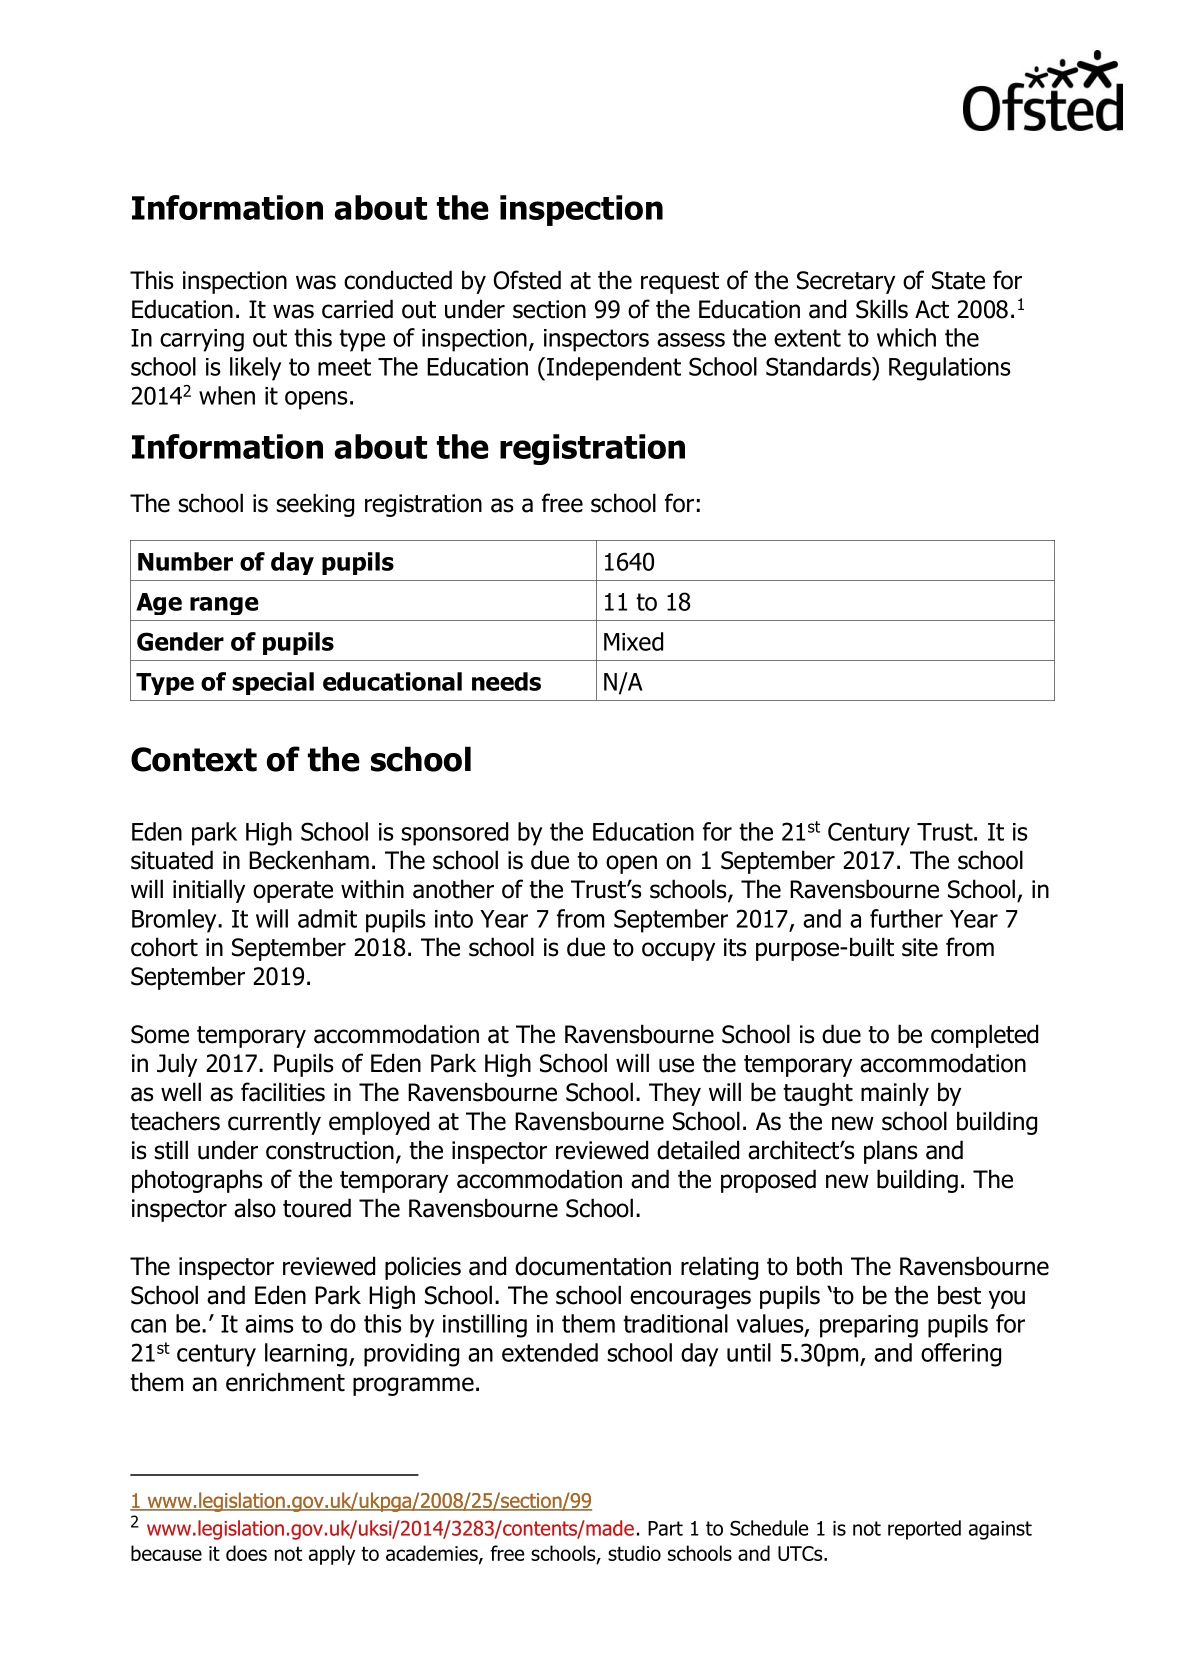 Ofsted
Information about the inspection
This inspection was conducted by Ofsted at the request of the Secretary of State for
Education. It was carried out under section 99 of the Education and Skills Act 2008.1
In carrying out this type of inspection, inspectors assess the extent to which the
school is likely to meet The Education (Independent School Standards) Regulations
20142 when it opens.
Information about the registration
The school is seeking registration as a free school for:
Number of day pupils 1640
Age range 11 to 18
Gender of pupils Mixed
Type of special educational needs N/A
Context of the school
Eden park High School is sponsored by the Education for the 21st Century Trust. It is
situated in Beckenham. The school is due to open on 1 September 2017. The school
will initially operate within another of the Trust’s schools, The Ravensbourne School, in
Bromley. It will admit pupils into Year 7 from September 2017, and a further Year 7
cohort in September 2018. The school is due to occupy its purpose-built site from
September 2019.
Some temporary accommodation at The Ravensbourne School is due to be completed
in July 2017. Pupils of Eden Park High School will use the temporary accommodation
as well as facilities in The Ravensbourne School. They will be taught mainly by
teachers currently employed at The Ravensbourne School. As the new school building
is still under construction, the inspector reviewed detailed architect’s plans and
photographs of the temporary accommodation and the proposed new building. The
inspector also toured The Ravensbourne School.
The inspector reviewed policies and documentation relating to both The Ravensbourne
School and Eden Park High School. The school encourages pupils ‘to be the best you
can be.’ It aims to do this by instilling in them traditional values, preparing pupils for
21st century learning, providing an extended school day until 5.30pm, and offering
them an enrichment programme.
1 www.legislation.gov.uk/ukpga/2008/25/section/99
2 www.legislation.gov.uk/uksi/2014/3283/contents/made. Part 1 to Schedule 1 is not reported against
because it does not apply to academies, free schools, studio schools and UTCs.